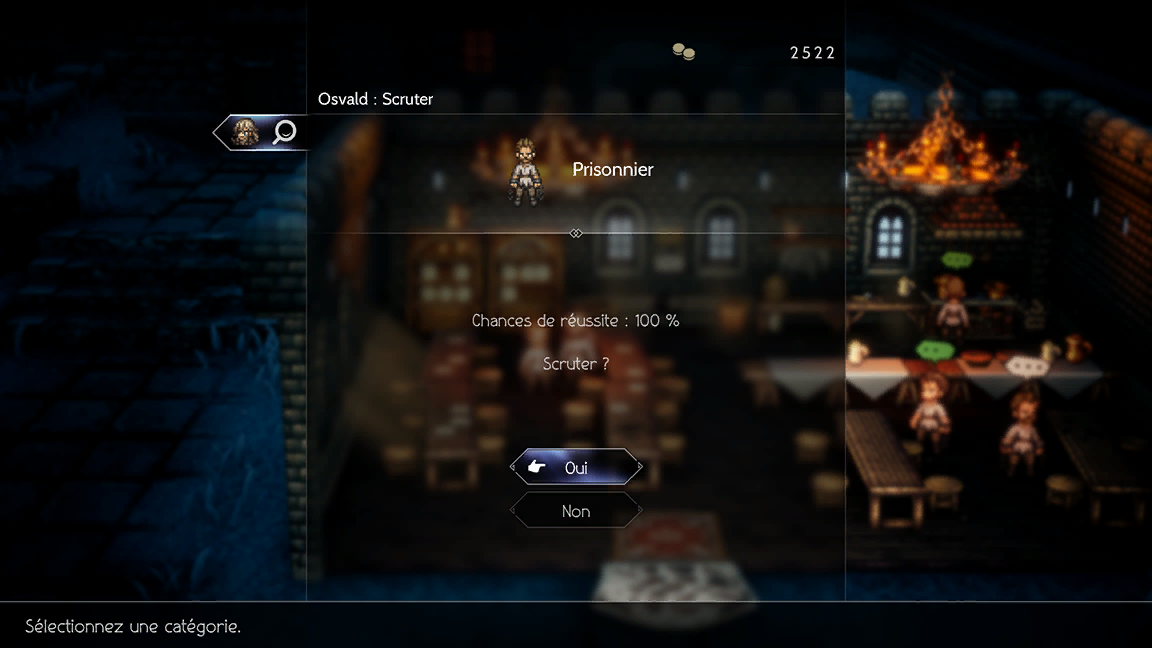 2522
Osvald : Scruter
Prisonnier
Chances de réussite : 100 %
Scruter ?
Oui
Non
Sélectionnez une catégorie.